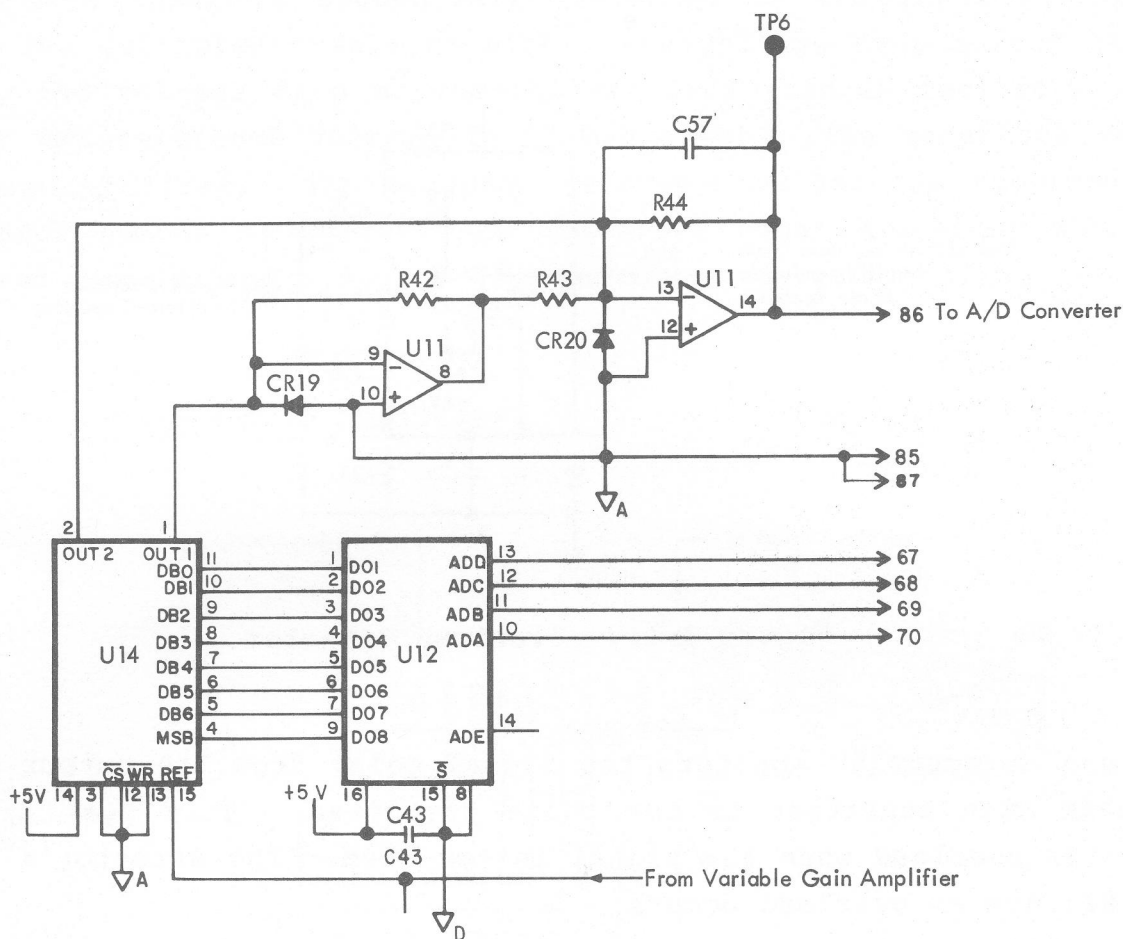 TP6
C57
R44
R42 R43 U11
13 −
14
86 To A/D Converter
12 +
U11
CR20
9 −
8
CR19
10 +
85
87
A
2 1
OUT 2 OUT 1
11 1 DO1 ADD 13 67
DB0
10 2 DO2 ADC 12 68
DB1
DB2 9 3 DO3 ADB 11 69
DB3 8 4 DO4 ADA 10 70
U14 U12
DB4 7 5 DO5
DB5 6 6 DO6
DB6 5 7 DO7
MSB 4 9 DO8 ADE 14
C̅S̅ W̅R̅ REF S̅
+5V 14 3 12 13 15 +5 V 16 15 8
C43
C43
A
From Variable Gain Amplifier
D